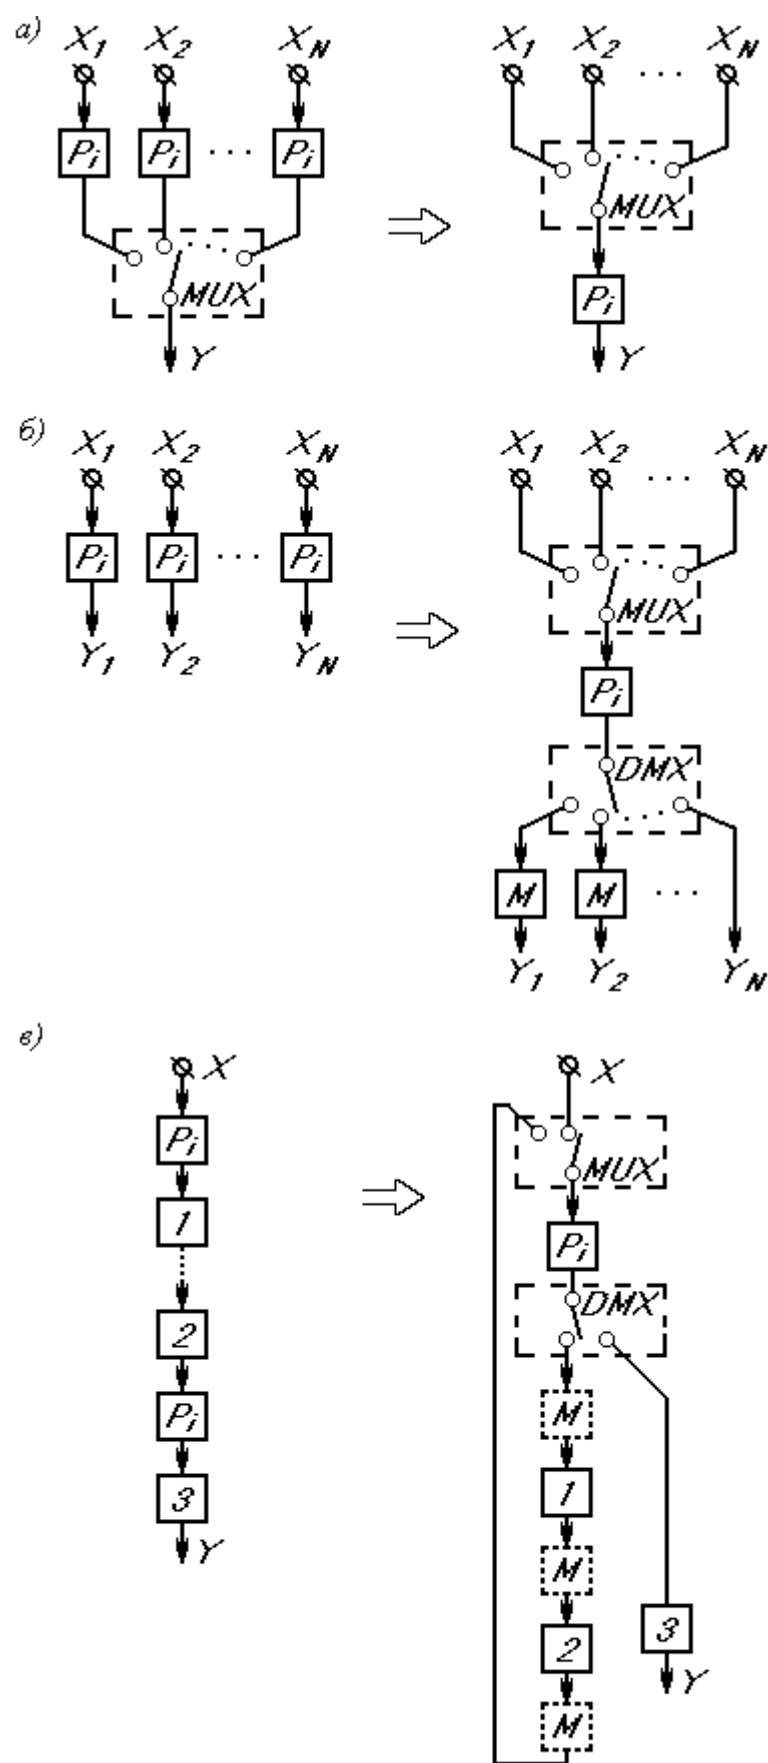 а) X1 X2 XN X1 X2 ··· XN
Pi Pi ··· Pi
MUX
MUX
Pi
Y Y
б) X1 X2 XN X1 X2 ··· XN
Pi Pi ··· Pi
MUX
Y1 Y2 YN
Pi
DMX
M M ···
Y1 Y2 YN
в)
X X
Pi
MUX
1
Pi
DMX
2
Pi M
3 1
Y M
3
2
Y
M